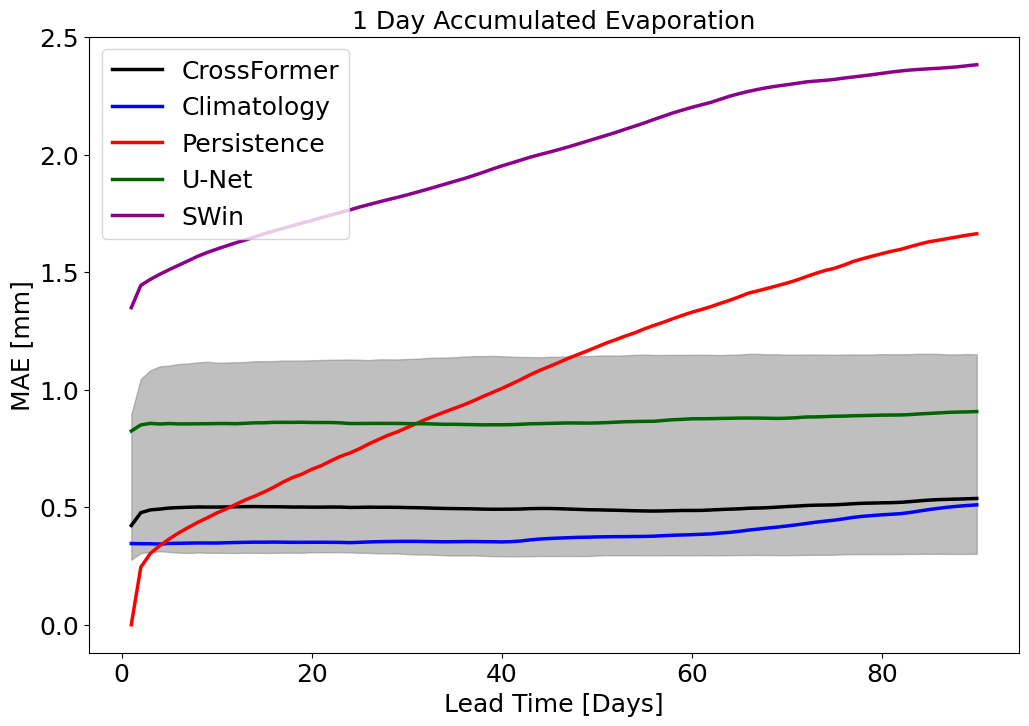 1 Day Accumulated Evaporation
2.5
2.0
1.5
1.0
0.5
0.0
MAE [mm]
CrossFormer
Climatology
Persistence
U-Net
SWin
0 20 40 60 80
Lead Time [Days]